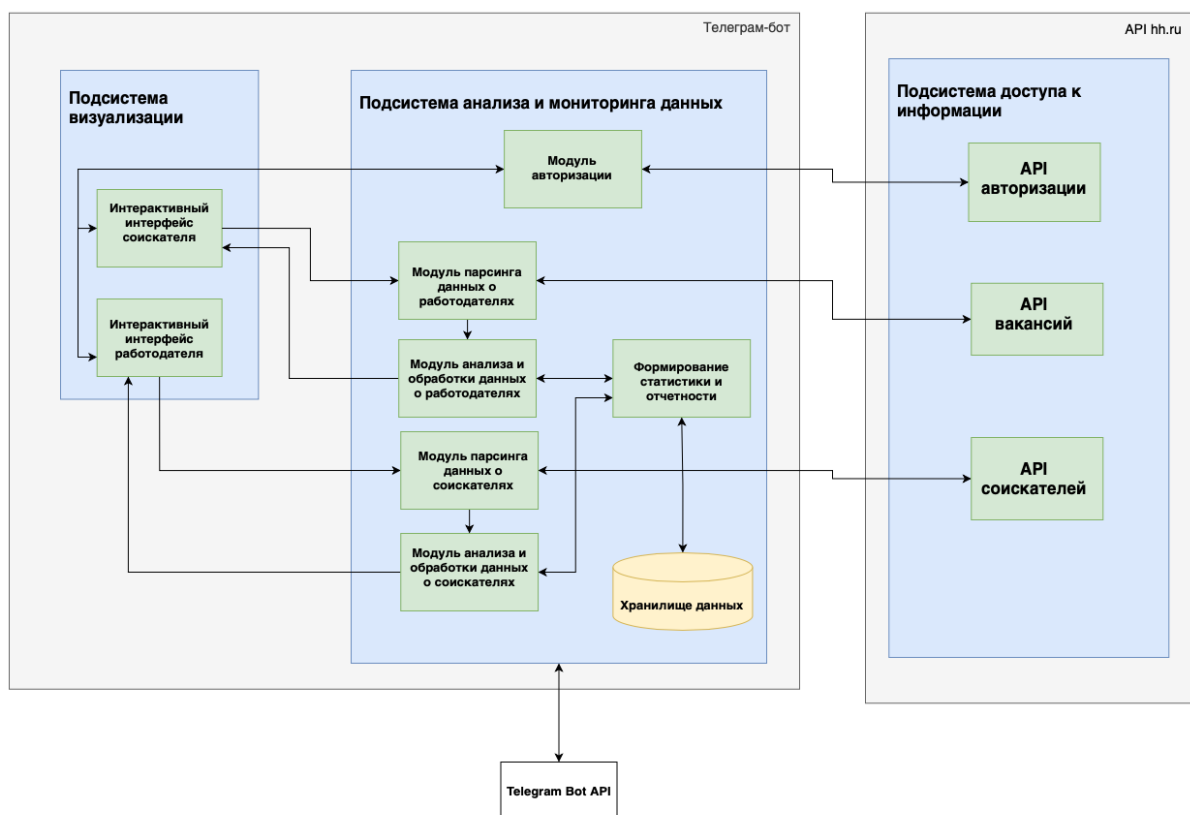 Телеграм-бот
API hh.ru
Подсистема
визуализации
Подсистема анализа и мониторинга данных
Подсистема доступа к
информации
Модуль
авторизации
API
авторизации
Интерактивный
интерфейс
соискателя
Модуль парсинга
данных о
работодателях
API
вакансий
Интерактивный
интерфейс
работодателя
Модуль анализа и
обработки данных
о работодателях
Формирование
статистики и
отчетности
Модуль парсинга
данных о
соискателях
API
соискателей
Модуль анализа и
обработки данных
о соискателях
Хранилище данных
Telegram Bot API